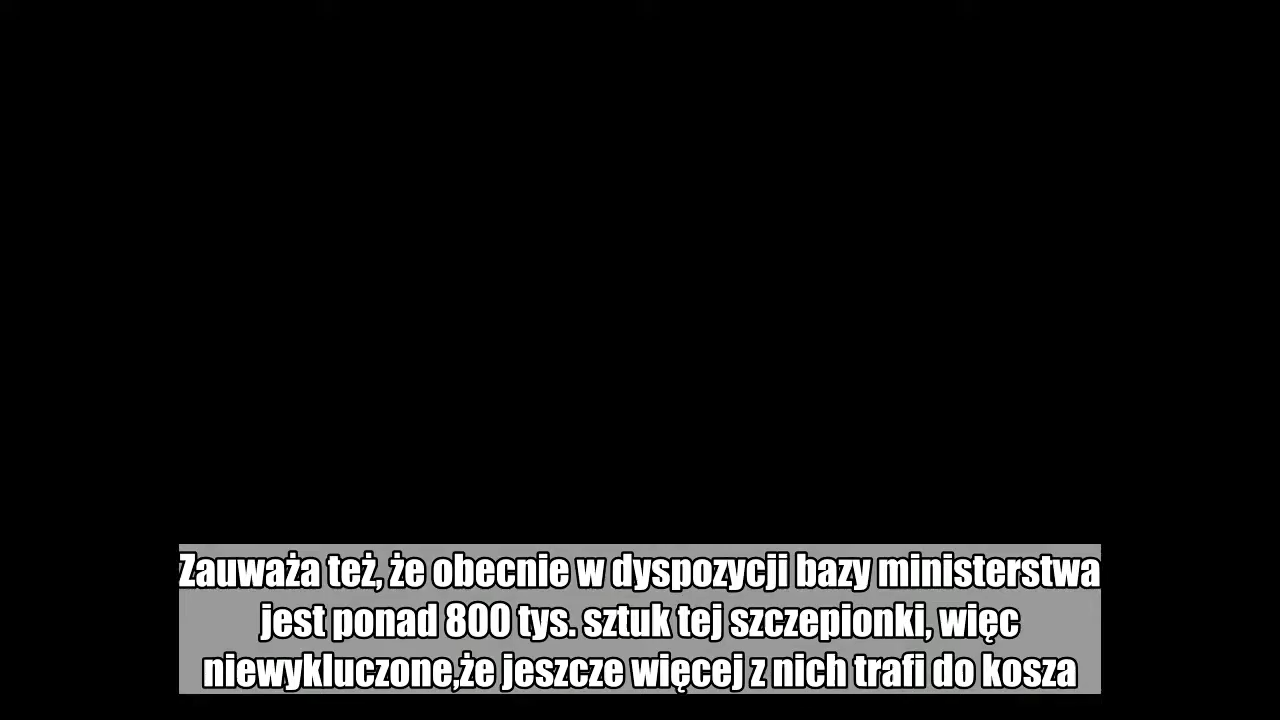 Zauważa też, że obecnie w dyspozycji bazy ministerstwa
jest ponad 800 tys. sztuk tej szczepionki, więc
niewykluczone,że jeszcze więcej z nich trafi do kosza